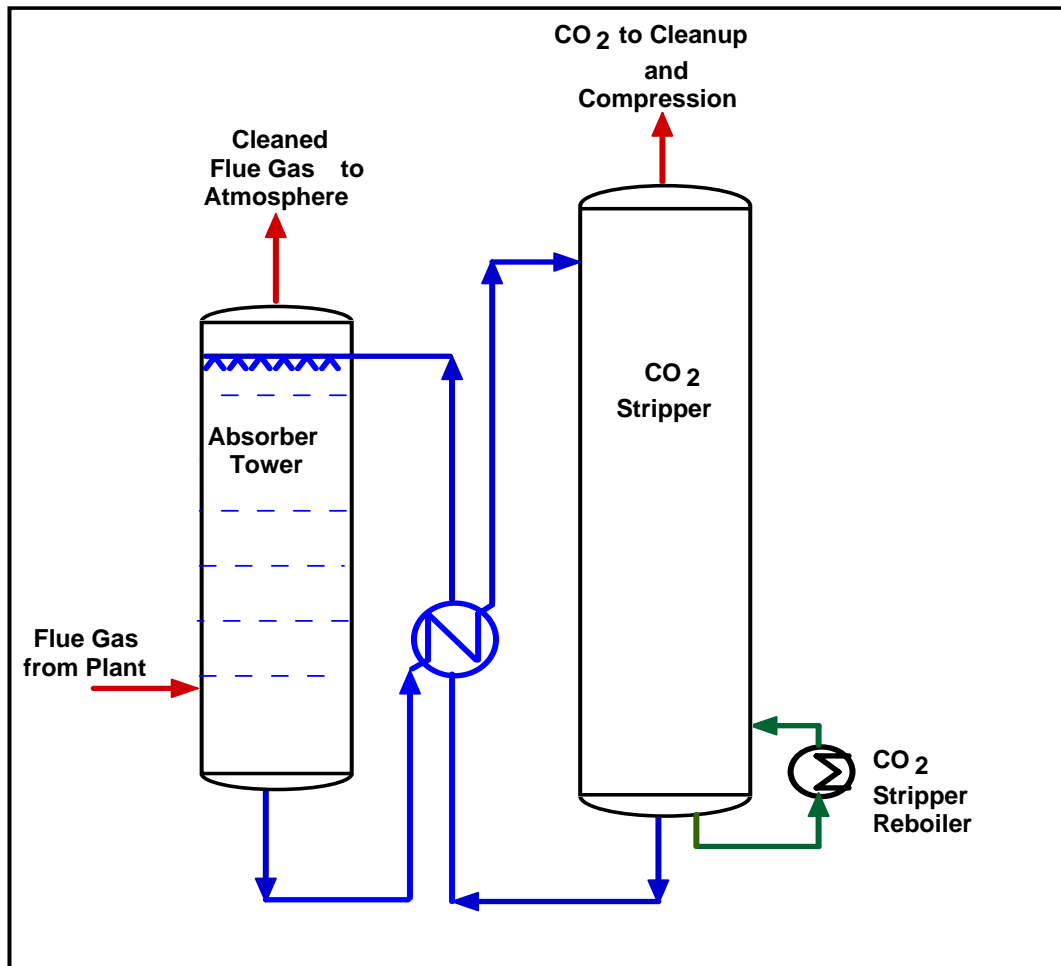 CO 2 to Cleanup
and
Compression
Cleaned
Flue Gas to
Atmosphere
CO 2
Stripper
Absorber
Tower
Flue Gas
from Plant
CO 2
Stripper
Reboiler